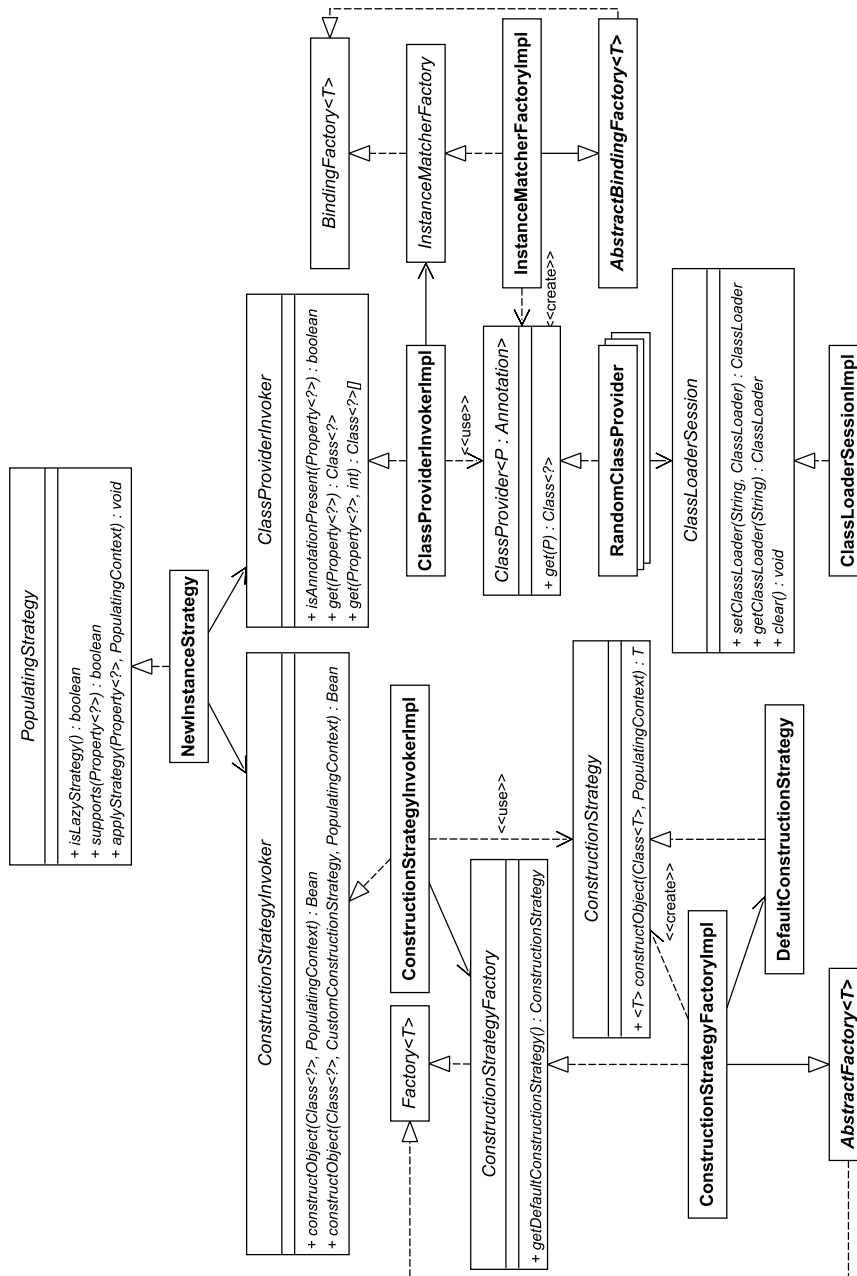 PopulatingStrategy
+ isLazyStrategy() : boolean
+ supports(Property<?>) : boolean
+ applyStrategy(Property<?>, PopulatingContext) : void
NewInstanceStrategy
ConstructionStrategyInvoker
+ constructObject(Class<?>, PopulatingContext) : Bean
+ constructObject(Class<?>, CustomConstructionStrategy, PopulatingContext) : Bean
ClassProviderInvoker
+ isAnnotationPresent(Property<?>) : boolean
+ get(Property<?>) : Class<?>
+ get(Property<?>, int) : Class<?>[]
BindingFactory<T>
Factory<T>
ConstructionStrategyInvokerImpl
ClassProviderInvokerImpl
InstanceMatcherFactory
<<use>>
<<use>>
ConstructionStrategyFactory
+ getDefaultConstructionStrategy() : ConstructionStrategy
ClassProvider<P : Annotation>
+ get(P) : Class<?>
InstanceMatcherFactoryImpl
<<create>>
ConstructionStrategy
+ <T> constructObject(Class<T>, PopulatingContext) : T
RandomClassProvider
AbstractBindingFactory<T>
<<create>>
ConstructionStrategyFactoryImpl
DefaultConstructionStrategy
ClassLoaderSession
+ setClassLoader(String, ClassLoader) : ClassLoader
+ getClassLoader(String) : ClassLoader
+ clear() : void
AbstractFactory<T>
ClassLoaderSessionImpl